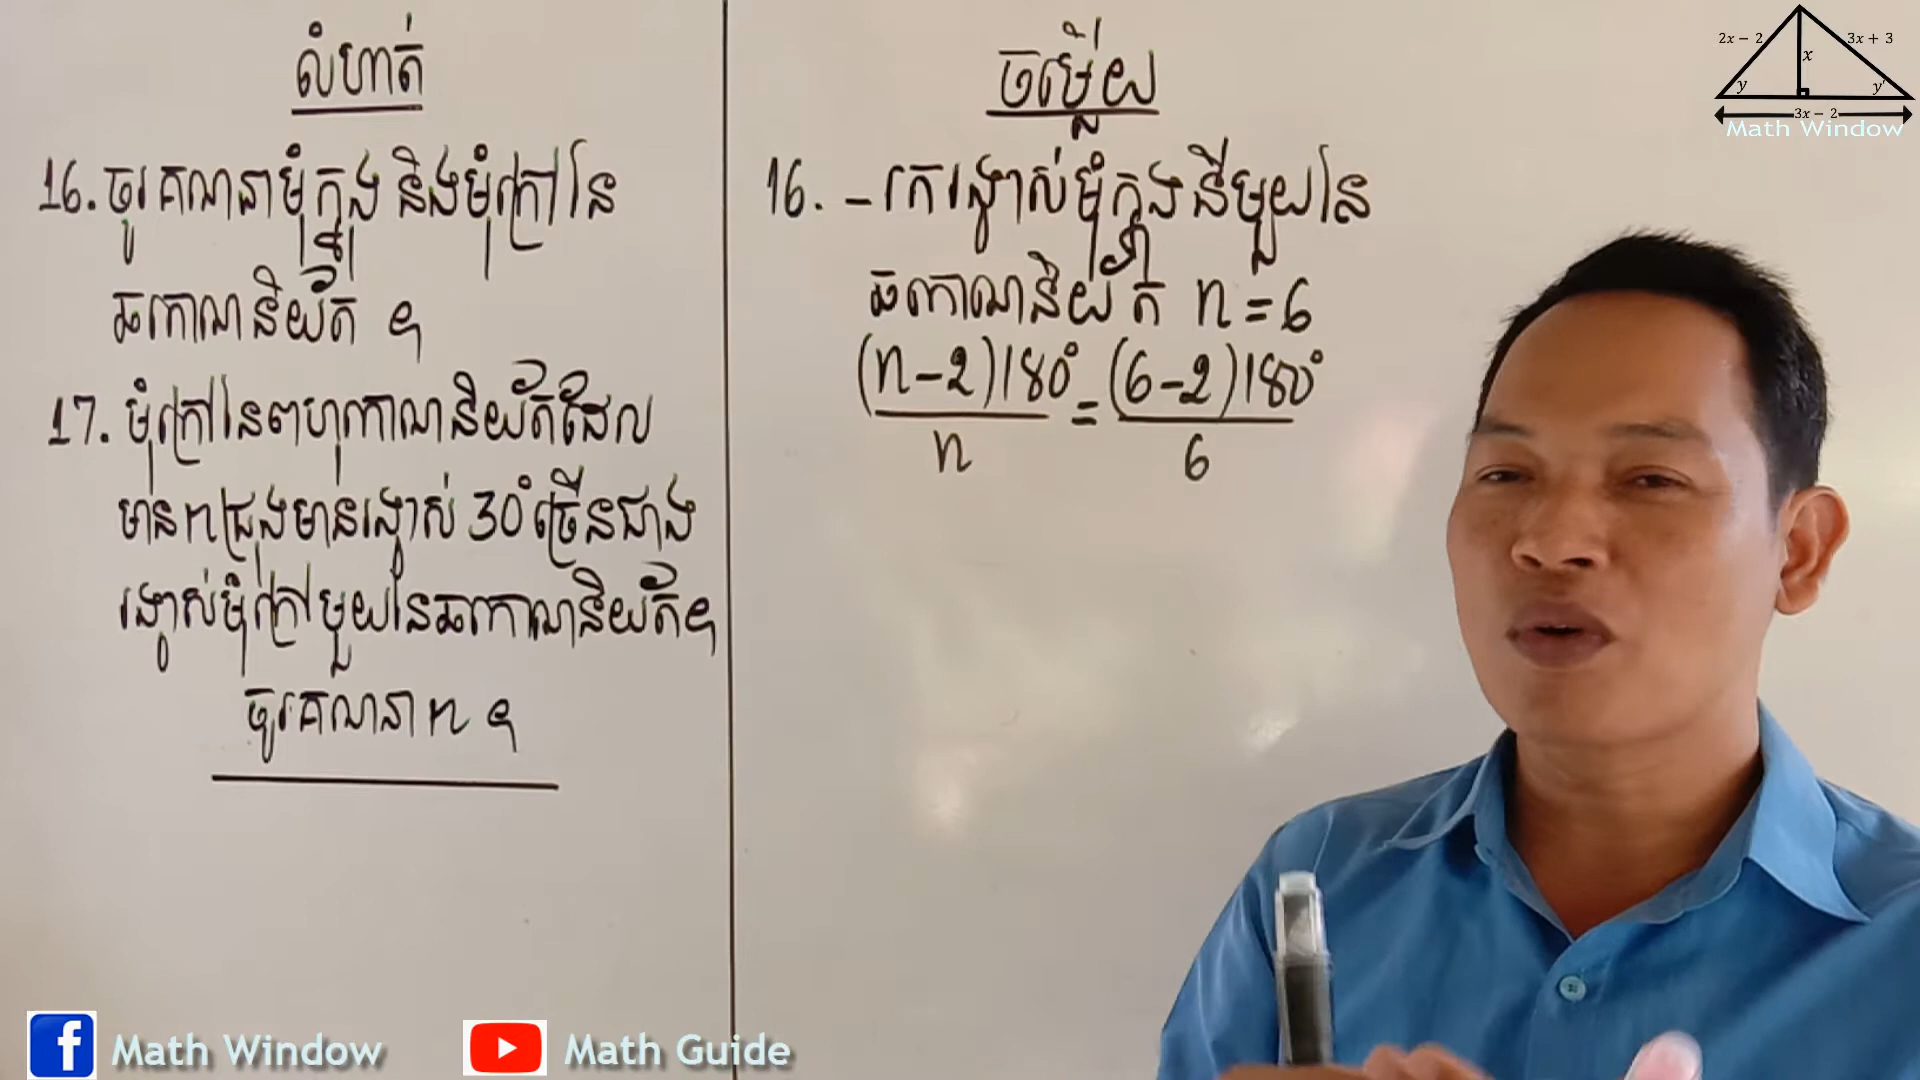 លំហាត់
16. ចូរគណនាមុំក្នុង និងមុំក្រៅនៃ
ឆកោណនិយ័ត ។
17. មុំក្រៅនៃពហុកោណនិយ័តដែល
មាន n ជ្រុងមានរង្វាស់ 30° ច្រើនជាង
រង្វាស់មុំក្រៅមួយនៃឆកោណនិយ័ត ។
ចូរគណនា n ។
ចម្លើយ
16. – រករង្វាស់មុំក្នុងនីមួយៗនៃ
ឆកោណនិយ័ត n = 6
(n-2)180° = (6-2)180°
n 6
2x − 2
3x + 3
x
y
y'
3x − 2
Math Window
Math Window
Math Guide